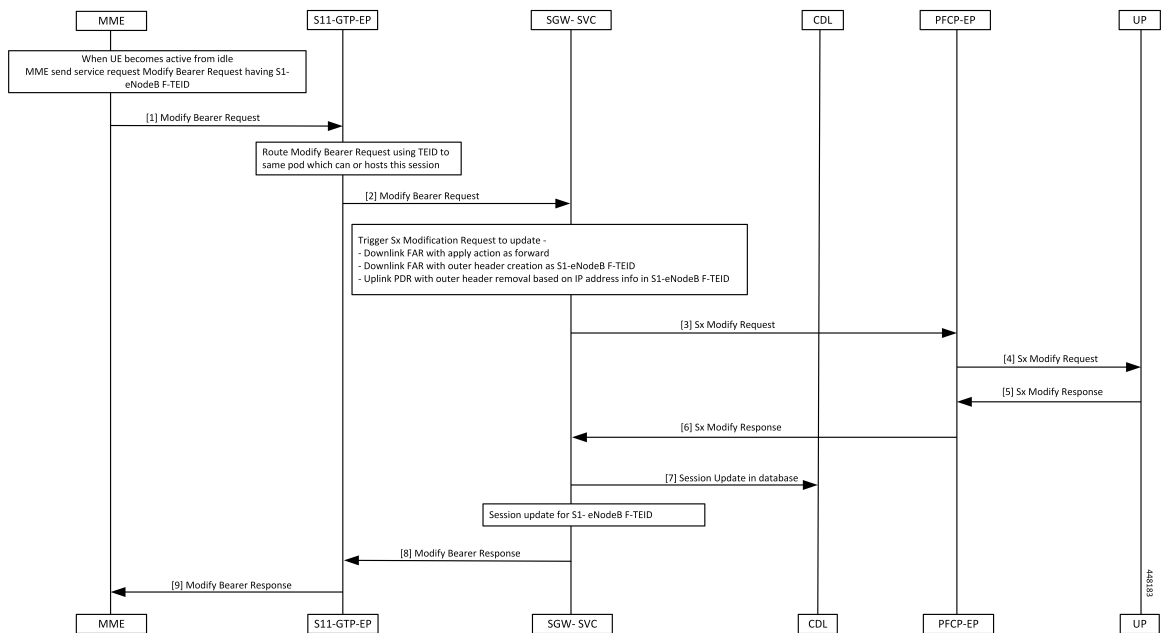 MME
S11-GTP-EP
SGW- SVC
CDL
PFCP-EP
UP
When UE becomes active from idle
MME send service request Modify Bearer Request having S1-
eNodeB F-TEID
[1] Modify Bearer Request
Route Modify Bearer Request using TEID to
same pod which can or hosts this session
[2] Modify Bearer Request
Trigger Sx Modification Request to update -
- Downlink FAR with apply action as forward
- Downlink FAR with outer header creation as S1-eNodeB F-TEID
- Uplink PDR with outer header removal based on IP address info in S1-eNodeB F-TEID
[3] Sx Modify Request
[4] Sx Modify Request
[5] Sx Modify Response
[6] Sx Modify Response
[7] Session Update in database
Session update for S1- eNodeB F-TEID
[8] Modify Bearer Response
[9] Modify Bearer Response
448183
MME
S11-GTP-EP
SGW- SVC
CDL
PFCP-EP
UP